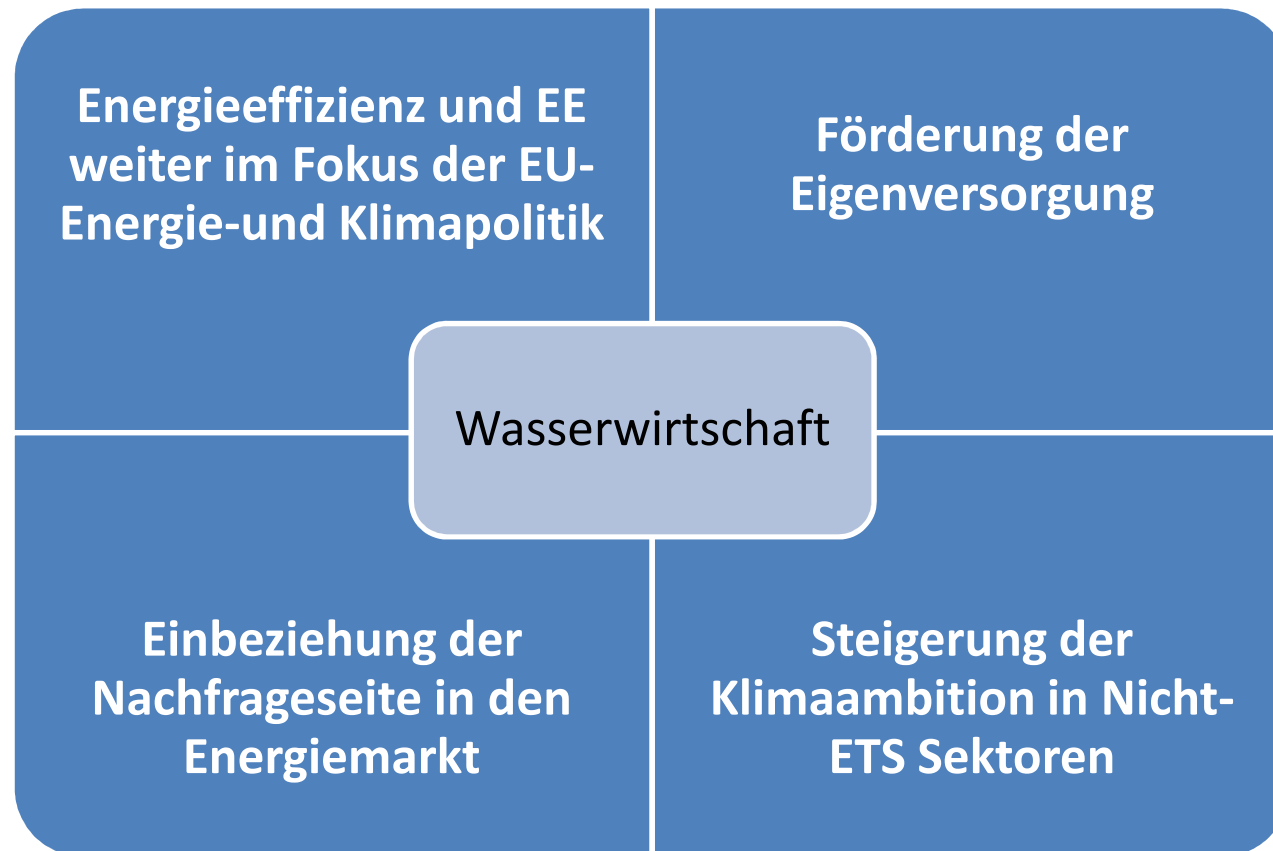 Energieeffizienz und EE
weiter im Fokus der EU-
Energie-und Klimapolitik
Förderung der
Eigenversorgung
Wasserwirtschaft
Einbeziehung der
Nachfrageseite in den
Energiemarkt
Steigerung der
Klimaambition in Nicht-
ETS Sektoren